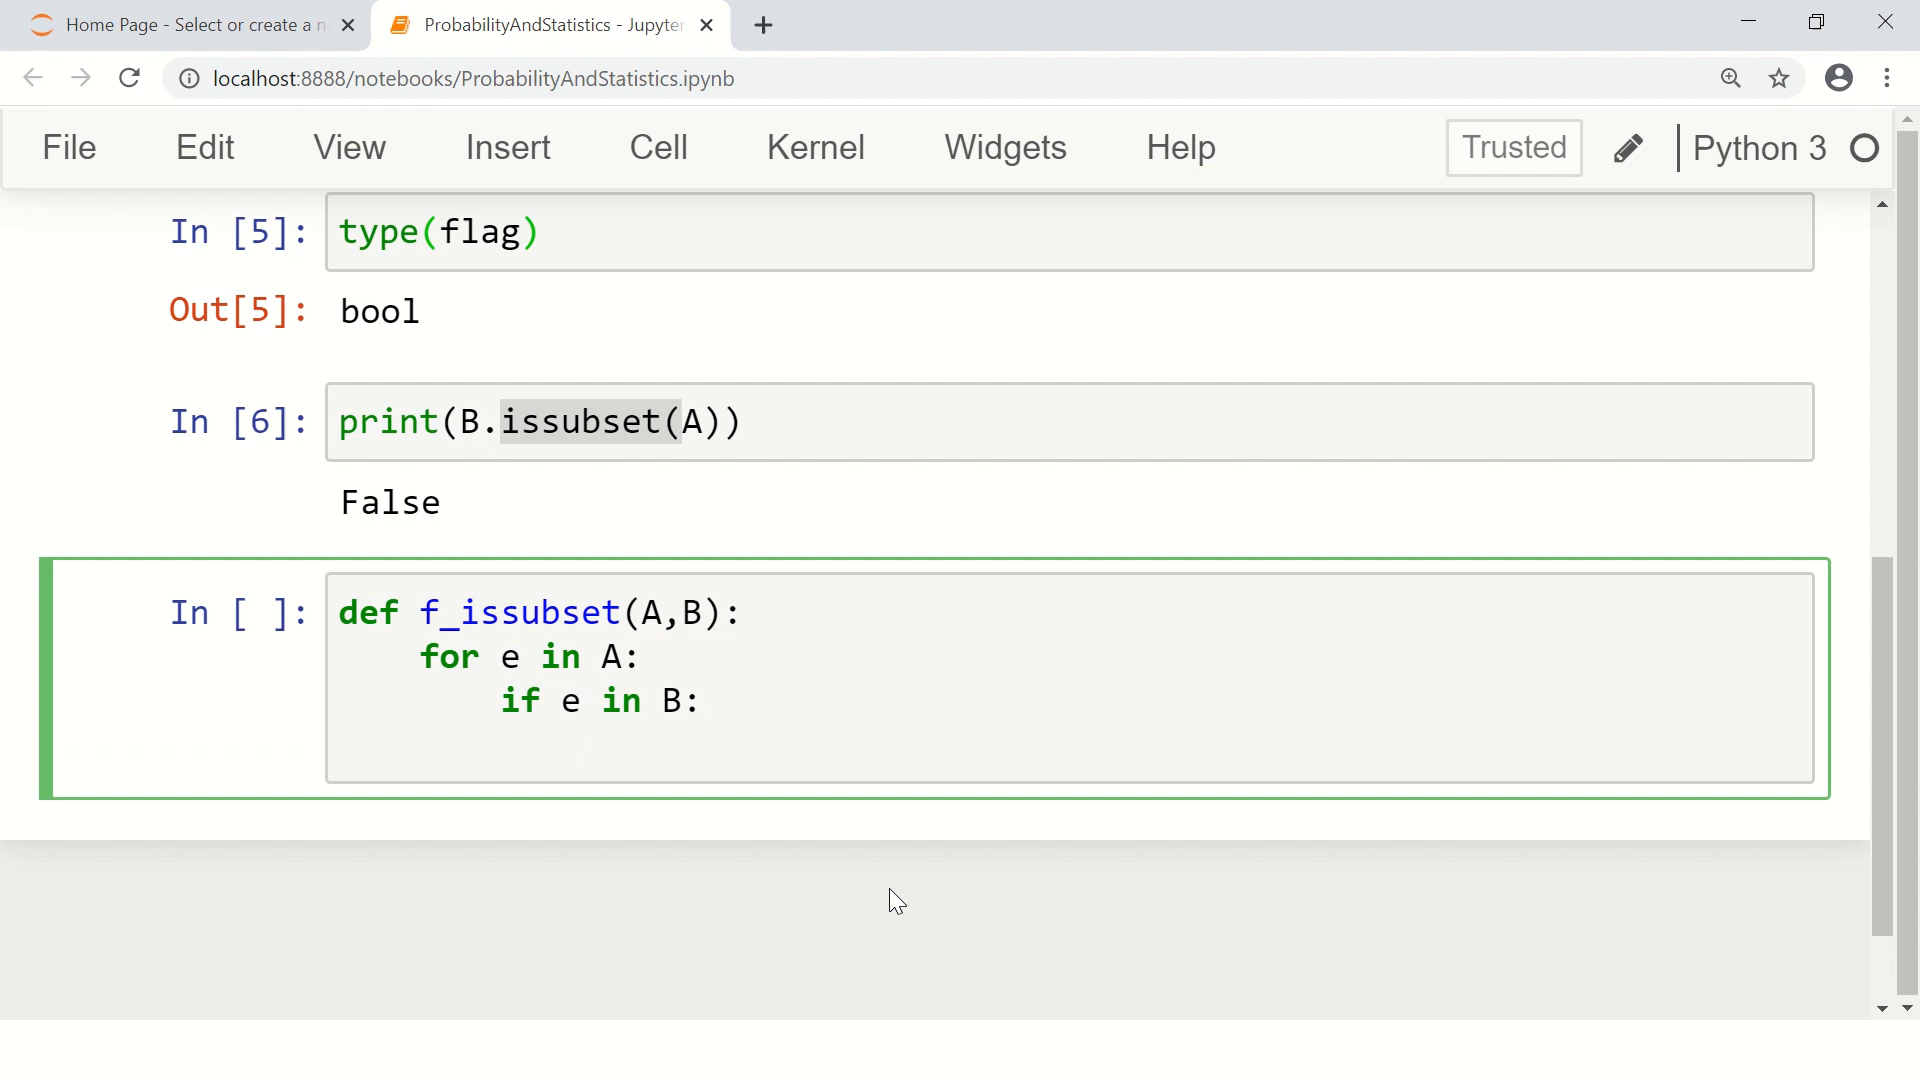 Home Page - Select or create a n
ProbabilityAndStatistics - Jupyter
localhost:8888/notebooks/ProbabilityAndStatistics.ipynb
File Edit View Insert Cell Kernel Widgets Help Trusted Python 3
In [5]: type(flag)
Out[5]: bool
In [6]: print(B.issubset(A))
False
In [ ]: def f_issubset(A,B):
for e in A:
if e in B: